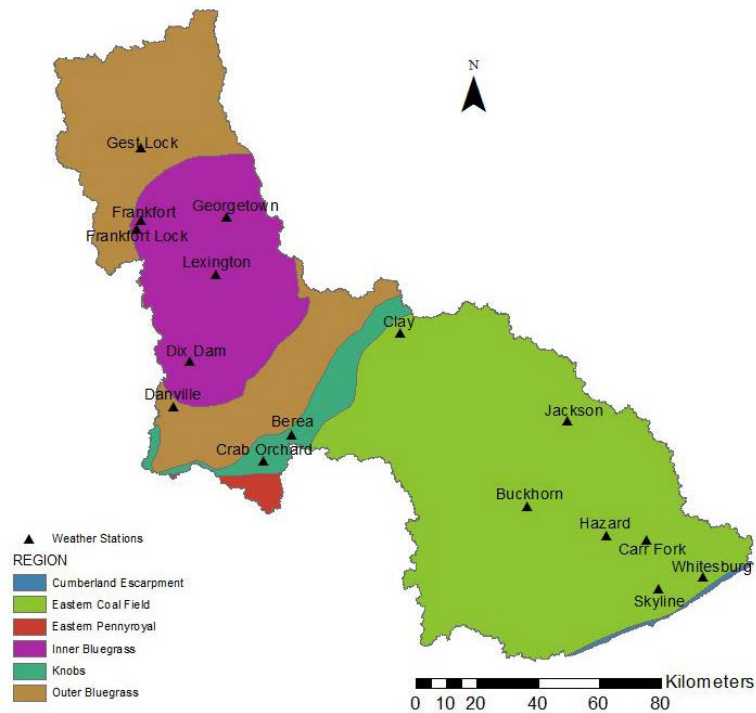 N
Gest Lock
Frankfort
Georgetown
Frankfort Lock
Lexington
Clay
Dix Dam
Danville
Jackson
Berea
Crab Orchard
Buckhorn
Hazard
Carr Fork
Whitesburg
Skyline
Weather Stations
REGION
Cumberland Escarpment
Eastern Coal Field
Eastern Pennyroyal
Inner Bluegrass
Knobs
Outer Bluegrass
Kilometers
0 10 20 40 60 80